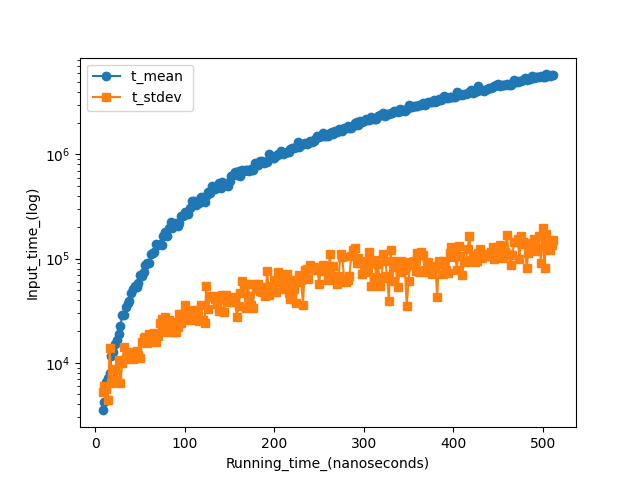 t_mean
t_stdev
10^6
10^5
10^4
Input_time_(log)
0 100 200 300 400 500
Running_time_(nanoseconds)